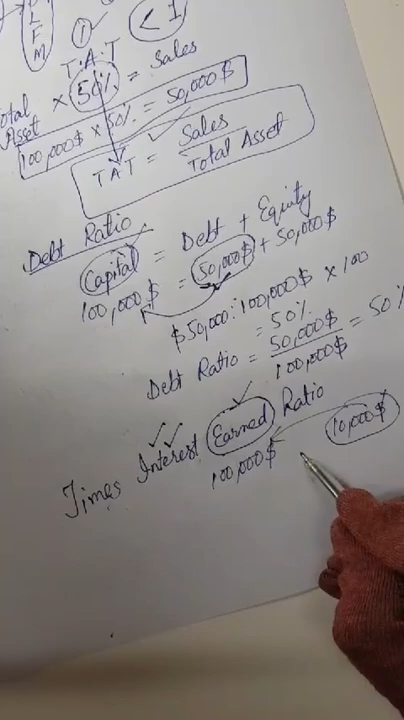 L
F
M
①
< 1
T.A.T
Total Asset × 50% = Sales
100,000$ × 50% = 50,000$
TAT = Sales / Total Asset
Debt Ratio
Capital = Debt + Equity
100,000$ = 50,000$ + 50,000$
$50,000:100,000$ × 100
= 50%
Debt Ratio = 50,000$ / 100,000$ = 50%
Times Interest Earned Ratio
100,000$ 10,000$